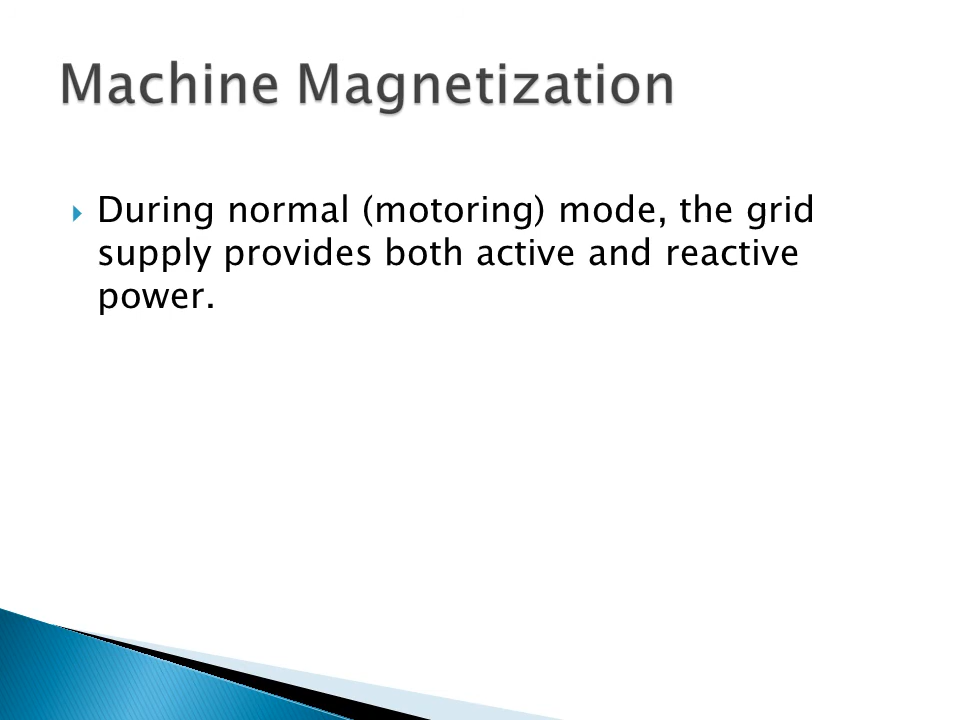 Machine Magnetization
During normal (motoring) mode, the grid
supply provides both active and reactive
power.